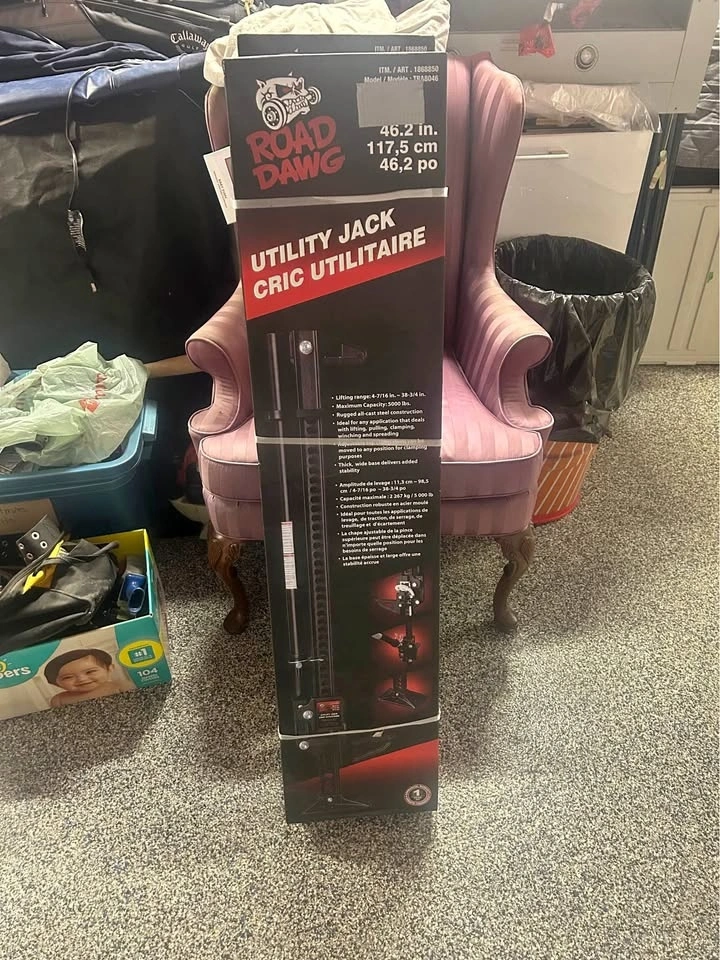 Callaway
GOLF
ITM. / ART. 1868850
ITM. / ART. 1868850
Model / Modèle : TRA8046
ROAD
DAWG
46.2 in.
117,5 cm
46,2 po
UTILITY JACK
CRIC UTILITAIRE
• Lifting range: 4-7/16 in. ~ 38-3/4 in.
• Maximum Capacity: 5000 lbs.
• Rugged all-cast steel construction
• Ideal for any application that deals
with lifting, pulling, clamping,
winching and spreading
moved to any position for clamping
purposes
• Thick, wide base delivers added
stability
• Amplitude de levage : 11,3 cm ~ 98,5
cm / 4-7/16 po ~ 38-3/4 po
• Capacité maximale : 2 267 kg / 5 000 lb
• Construction robuste en acier moulé
• Idéal pour toutes les applications de
levage, de traction, de serrage, de
treuillage et d'écartement
• La chape ajustable de la pince
supérieure peut être déplacée dans
n'importe quelle position pour les
besoins de serrage
• La base épaisse et large offre une
stabilité accrue
pers
#1
104